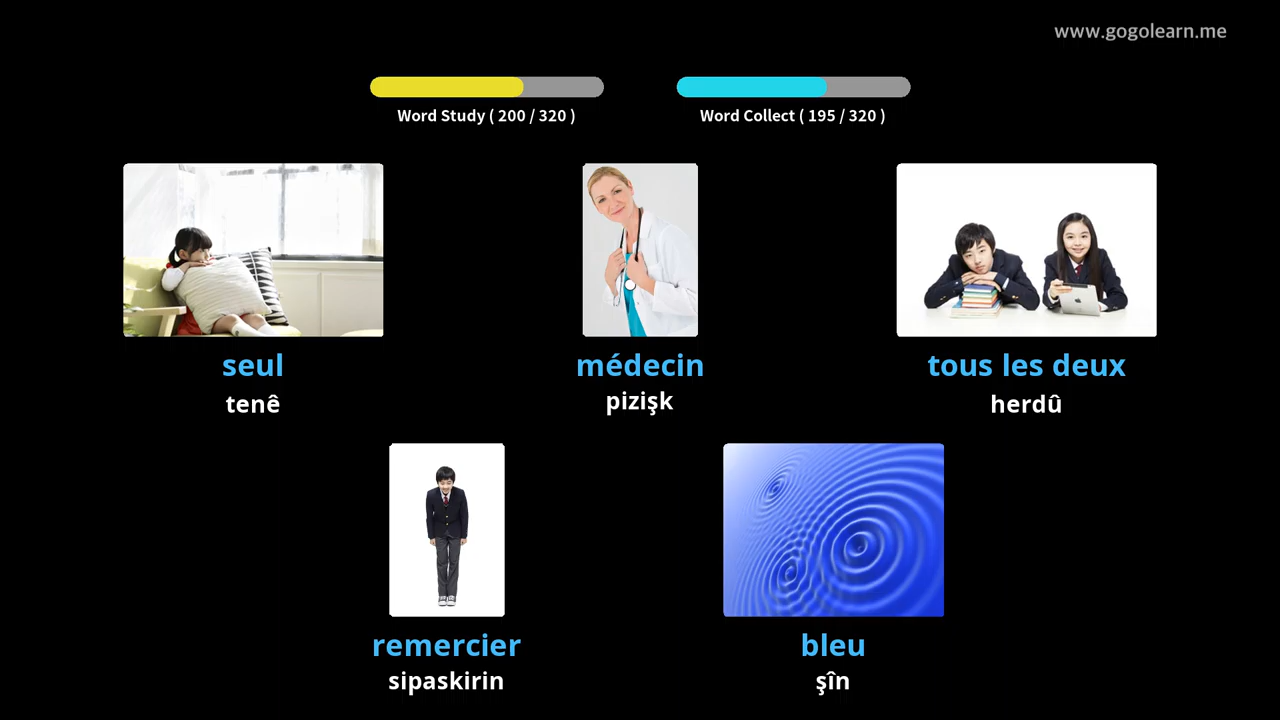 www.gogolearn.me
Word Study ( 200 / 320 )
Word Collect ( 195 / 320 )
seul
tenê
médecin
pizişk
tous les deux
herdû
remercier
sipaskirin
bleu
şîn